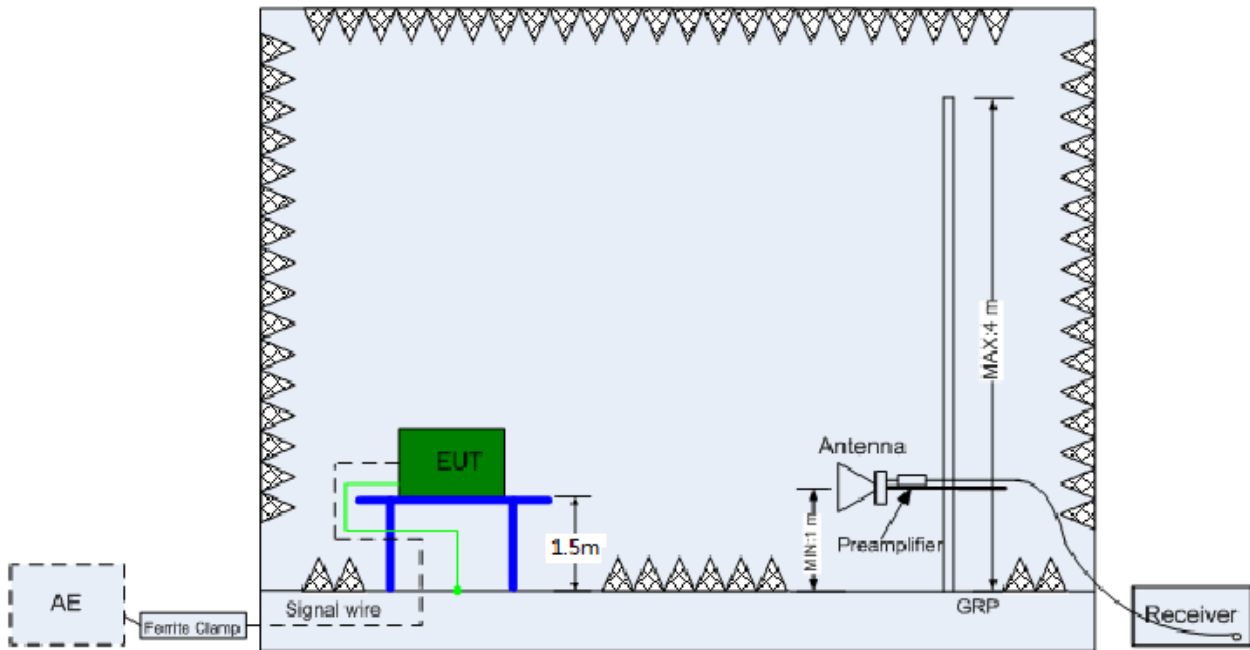 MAX:4 m
EUT
Antenna
1.5m
MIN:1 m
Preamplifier
AE
Signal wire
GRP
Ferrite Clamp
Receiver